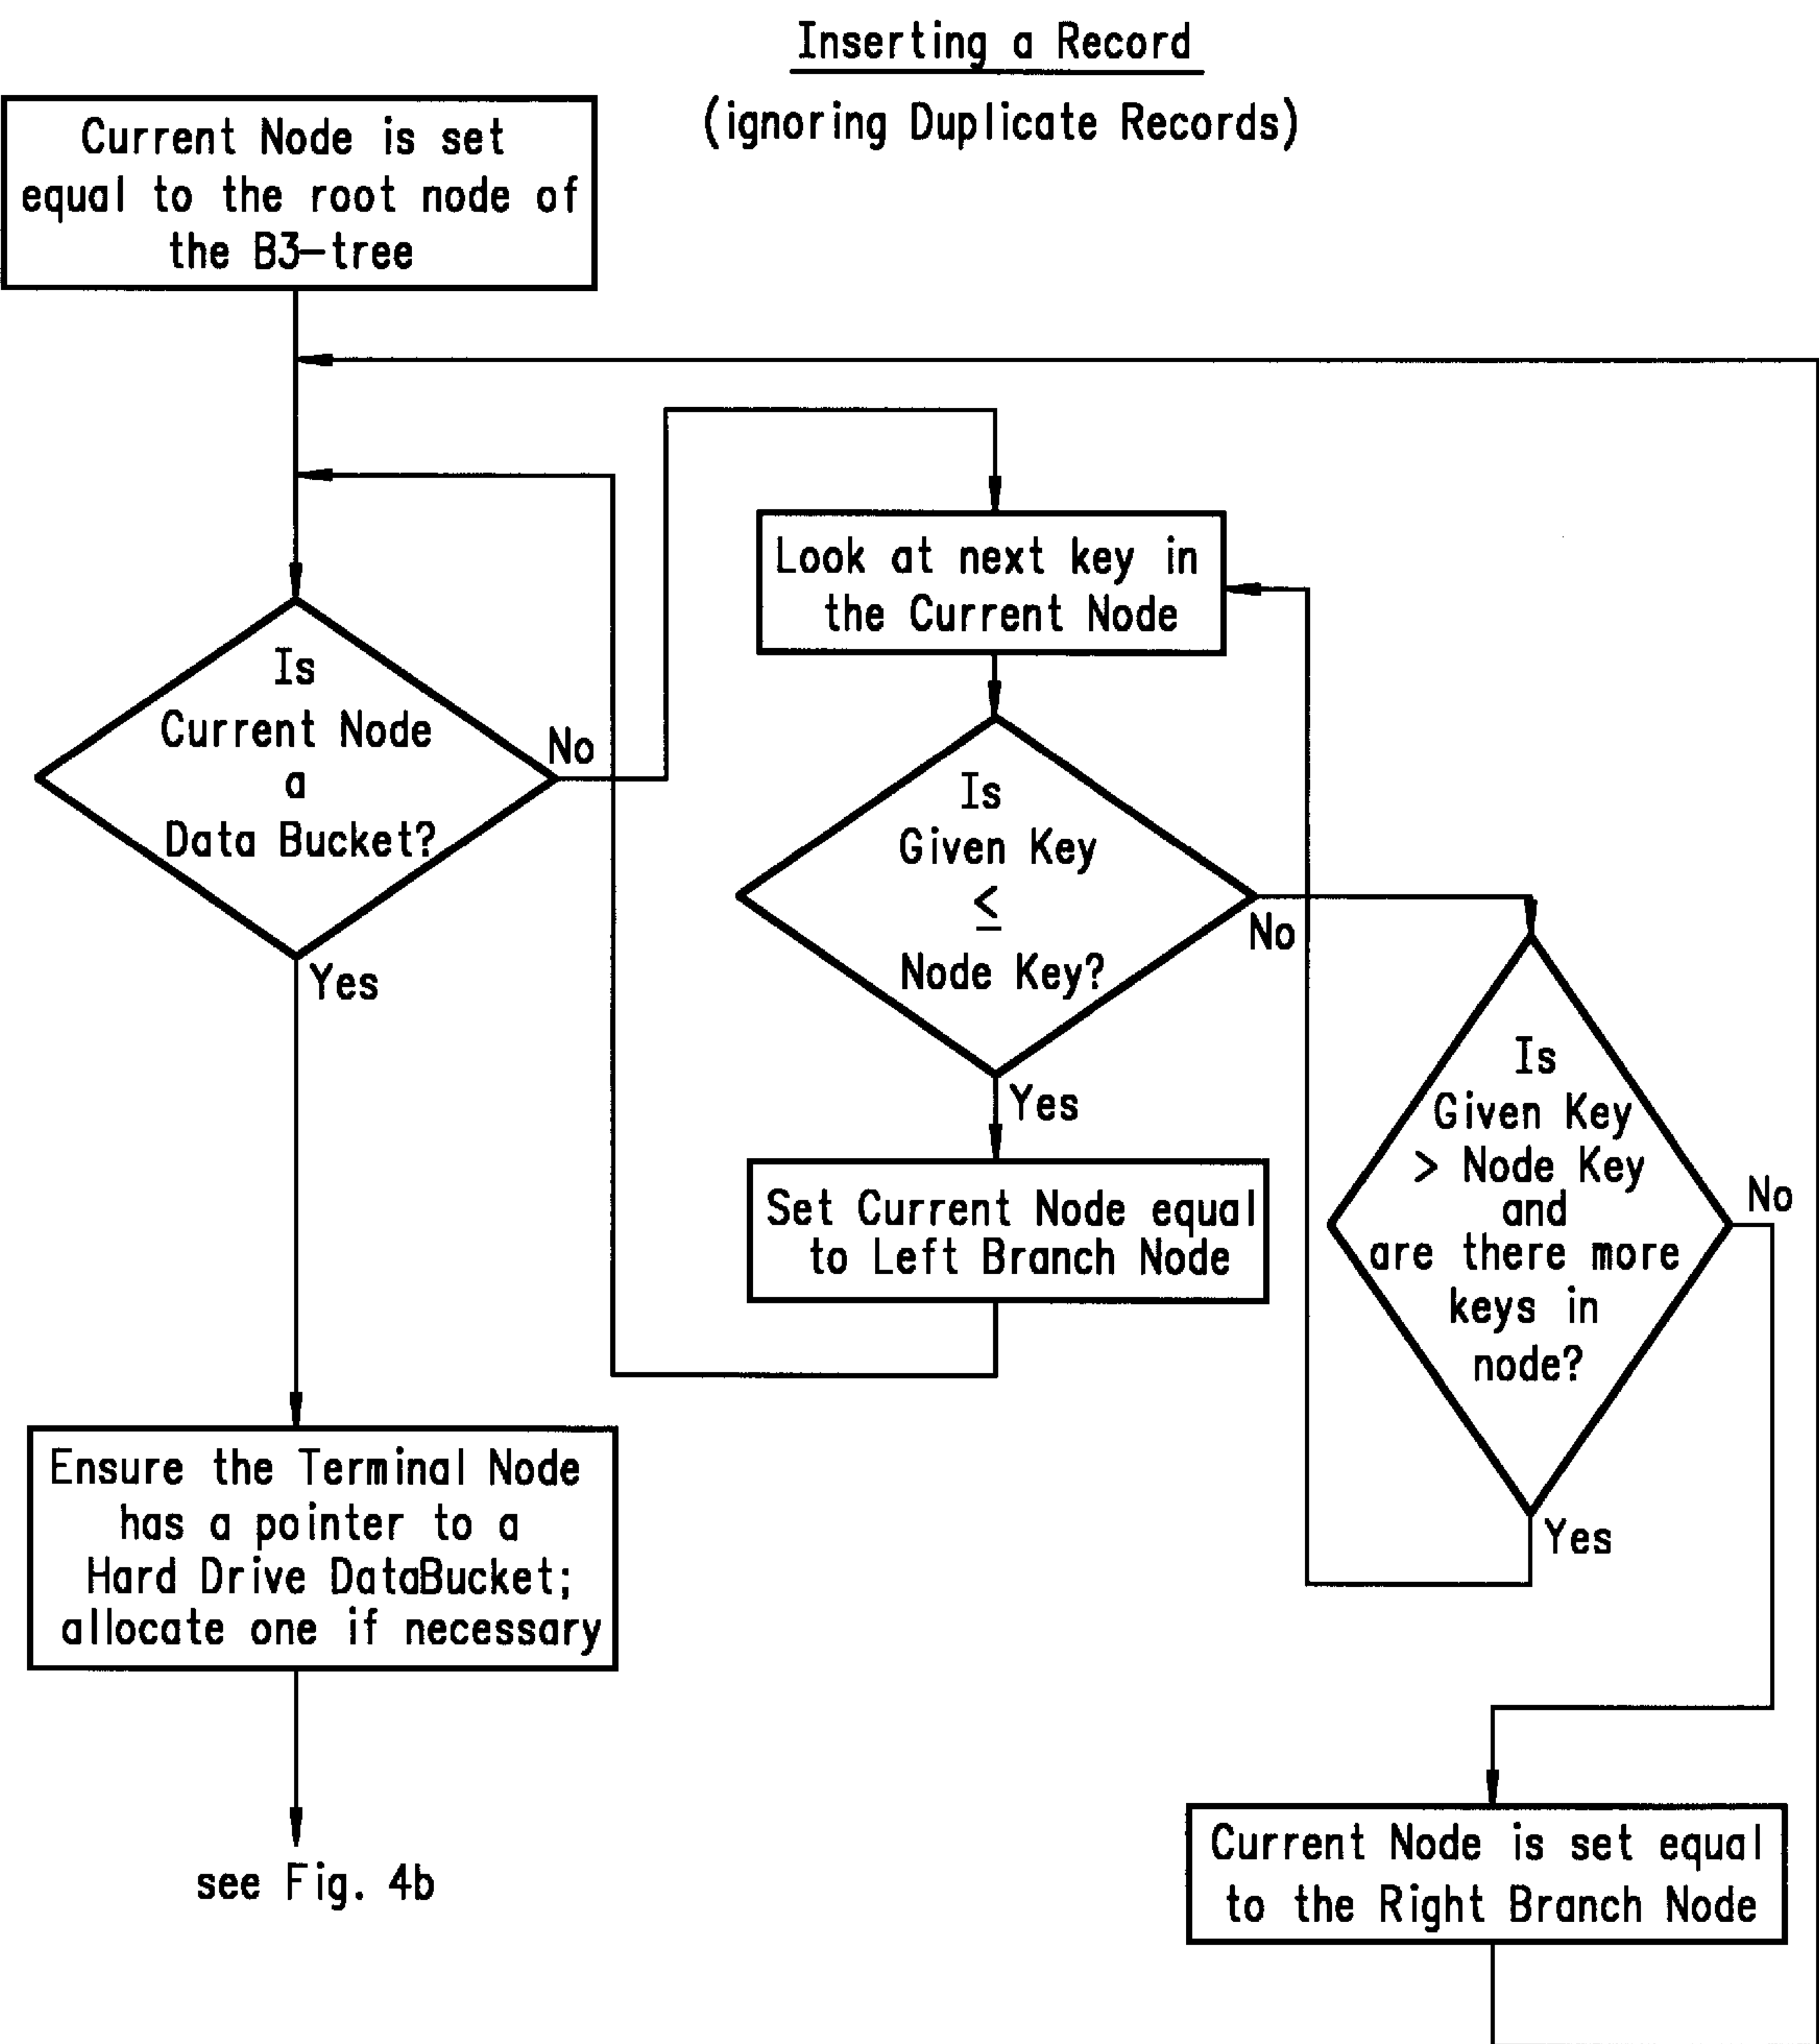 Inserting a Record
(ignoring Duplicate Records)
Current Node is set
equal to the root node of
the B3-tree
Look at next key in
the Current Node
Is
Current Node
a
Data Bucket?
No
Yes
Is
Given Key
≤
Node Key?
No
Yes
Is
Given Key
> Node Key
and
are there more
keys in
node?
No
Yes
Set Current Node equal
to Left Branch Node
Ensure the Terminal Node
has a pointer to a
Hard Drive DataBucket;
allocate one if necessary
see Fig. 4b
Current Node is set equal
to the Right Branch Node